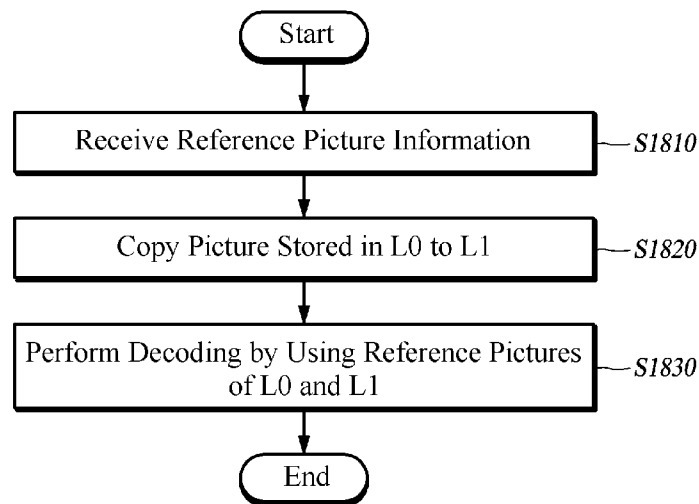 Start
Receive Reference Picture Information
S1810
Copy Picture Stored in L0 to L1
S1820
Perform Decoding by Using Reference Pictures
of L0 and L1
S1830
End